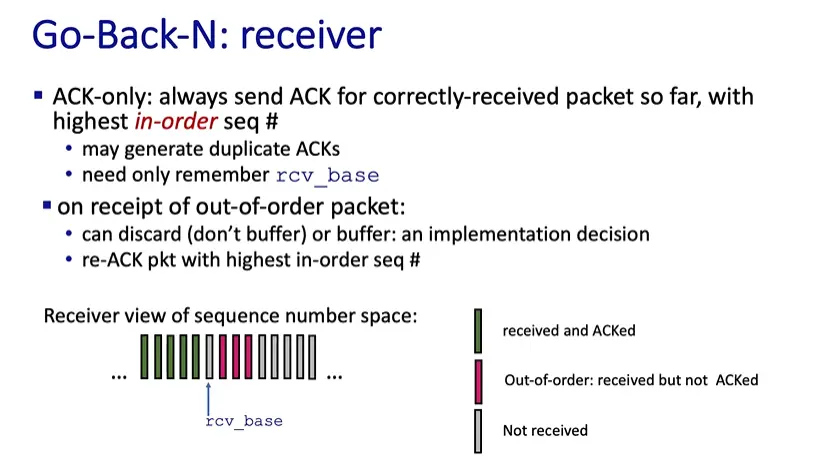 Go-Back-N: receiver
▪ ACK-only: always send ACK for correctly-received packet so far, with
highest in-order seq #
• may generate duplicate ACKs
• need only remember rcv_base
▪ on receipt of out-of-order packet:
• can discard (don’t buffer) or buffer: an implementation decision
• re-ACK pkt with highest in-order seq #
Receiver view of sequence number space:
... ...
rcv_base
received and ACKed
Out-of-order: received but not ACKed
Not received